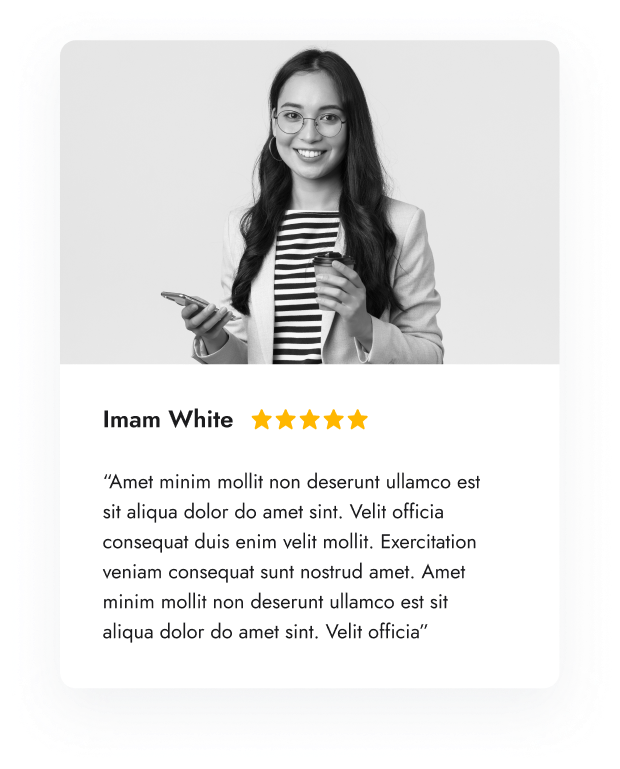 Imam White
“Amet minim mollit non deserunt ullamco est
sit aliqua dolor do amet sint. Velit officia
consequat duis enim velit mollit. Exercitation
veniam consequat sunt nostrud amet. Amet
minim mollit non deserunt ullamco est sit
aliqua dolor do amet sint. Velit officia”